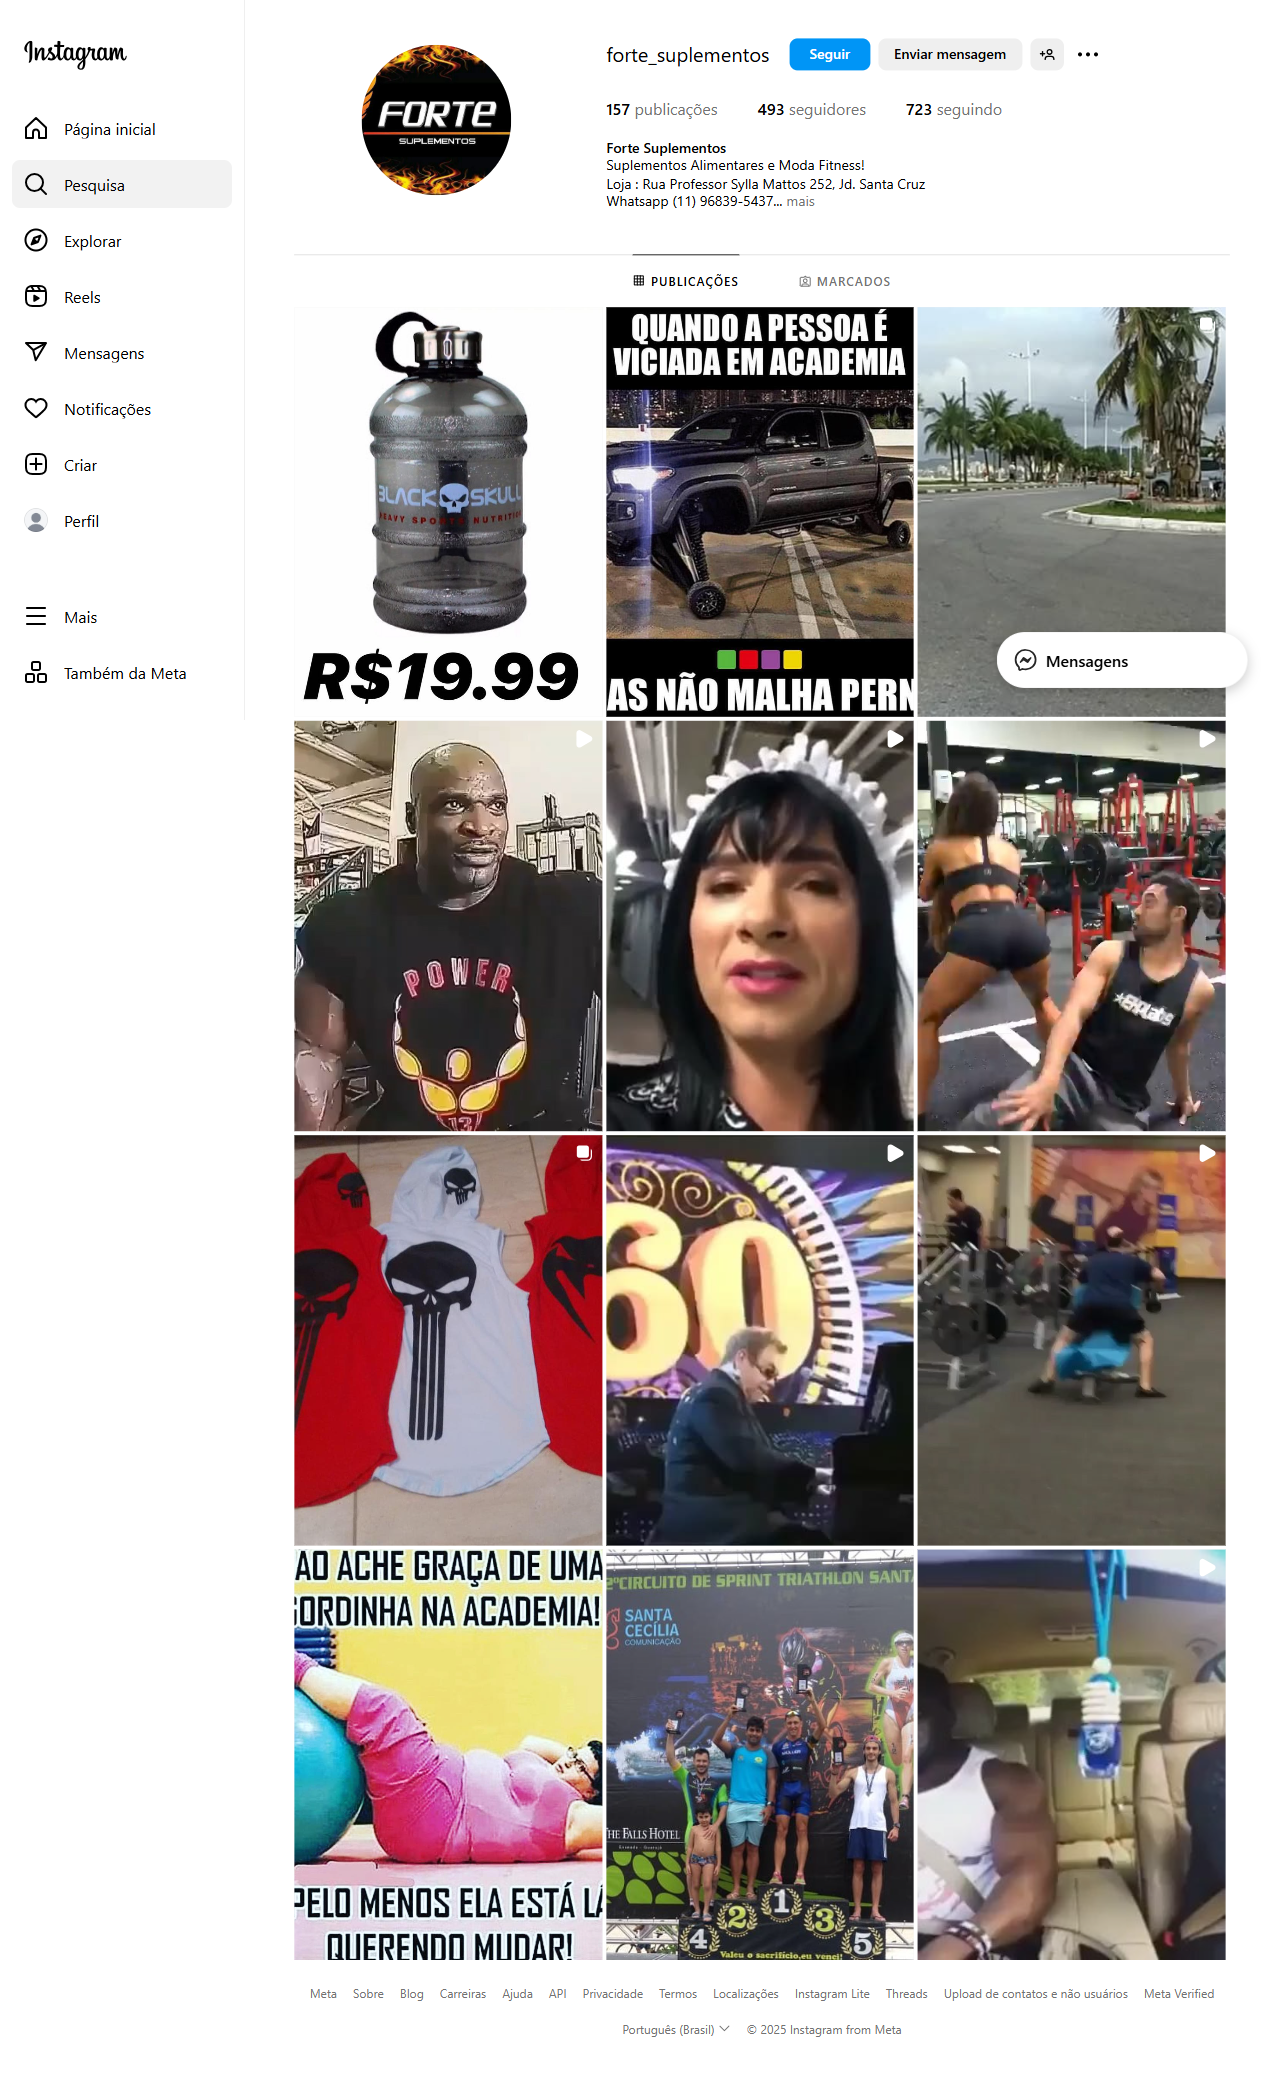 Instagram
Página inicial
Pesquisa
Explorar
Reels
Mensagens
Notificações
Criar
Perfil
Mais
Também da Meta
FORTE
SUPLEMENTOS
forte_suplementos
Seguir
Enviar mensagem
157 publicações
493 seguidores
723 seguindo
Forte Suplementos
Suplementos Alimentares e Moda Fitness!
Loja : Rua Professor Sylla Mattos 252, Jd. Santa Cruz
Whatsapp (11) 96839-5437... mais
PUBLICAÇÕES
MARCADOS
BLACK SKULL
HEAVY SPORTS NUTRITION
R$19.99
QUANDO A PESSOA É
VICIADA EM ACADEMIA
AS NÃO MALHA PERN
Mensagens
POWER
13
60
AO ACHE GRAÇA DE UMA
GORDINHA NA ACADEMIA!
PELO MENOS ELA ESTÁ LÁ
QUERENDO MUDAR!
2º CIRCUITO DE SPRINT TRIATHLON SANTA
SANTA
CECÍLIA
COMUNICAÇÃO
THE FALLS HOTEL
1
2
3
4
5
Valeu o sacrifício,eu venci!
Meta
Sobre
Blog
Carreiras
Ajuda
API
Privacidade
Termos
Localizações
Instagram Lite
Threads
Upload de contatos e não usuários
Meta Verified
Português (Brasil)
© 2025 Instagram from Meta